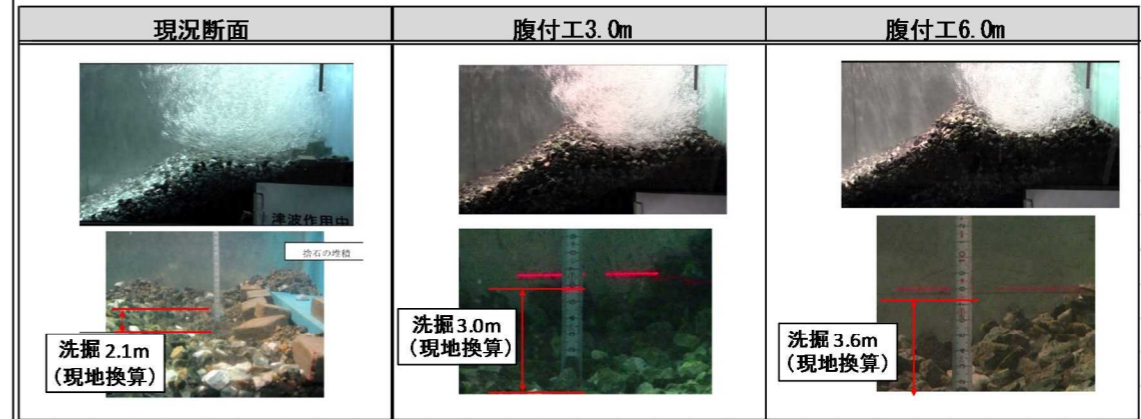 現況断面
腹付工3.0m
腹付工6.0m
津波作用中
捨石の堆積
洗掘 2.1m
（現地換算）
洗掘 3.0m
（現地換算）
洗掘 3.6m
（現地換算）